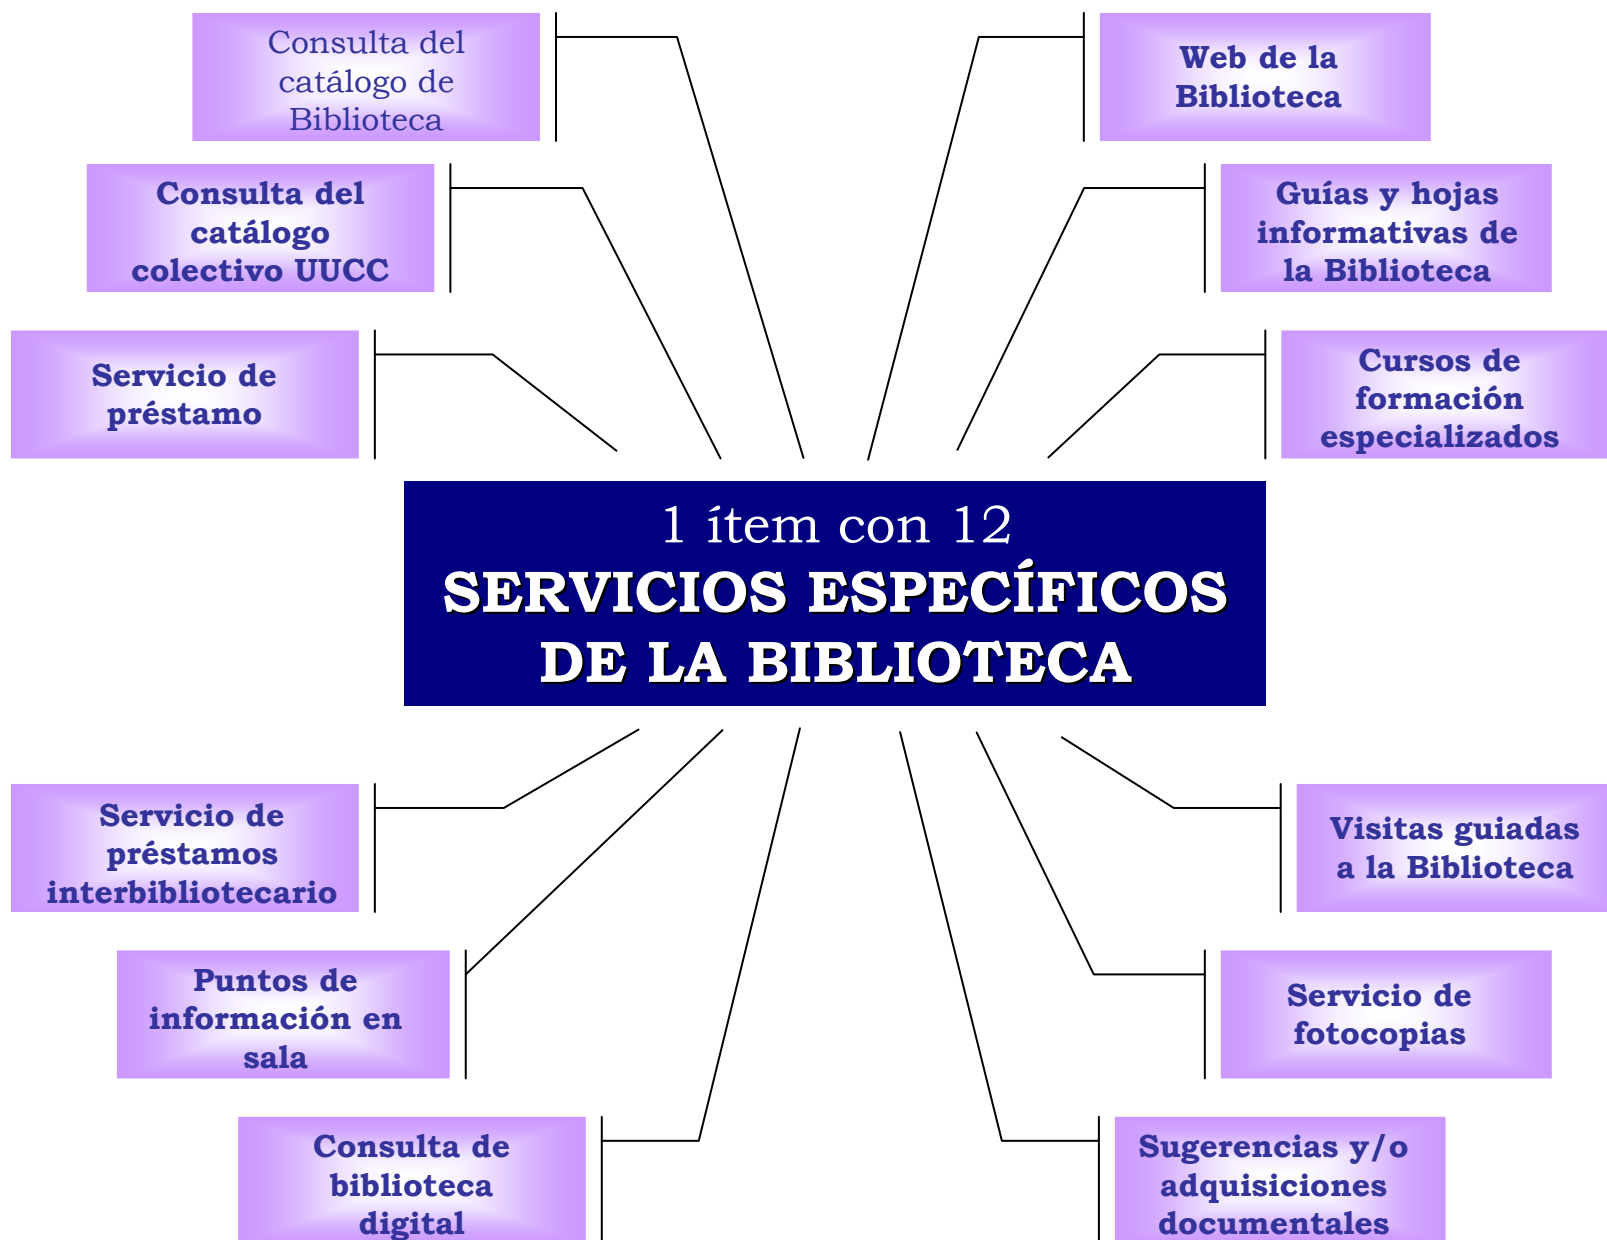 Consulta del
catálogo de
Biblioteca
Web de la
Biblioteca
Consulta del
catálogo
colectivo UUCC
Guías y hojas
informativas de
la Biblioteca
Servicio de
préstamo
Cursos de
formación
especializados
1 ítem con 12
SERVICIOS ESPECÍFICOS
DE LA BIBLIOTECA
Servicio de
préstamos
interbibliotecario
Visitas guiadas
a la Biblioteca
Puntos de
información en
sala
Servicio de
fotocopias
Consulta de
biblioteca
digital
Sugerencias y/o
adquisiciones
documentales